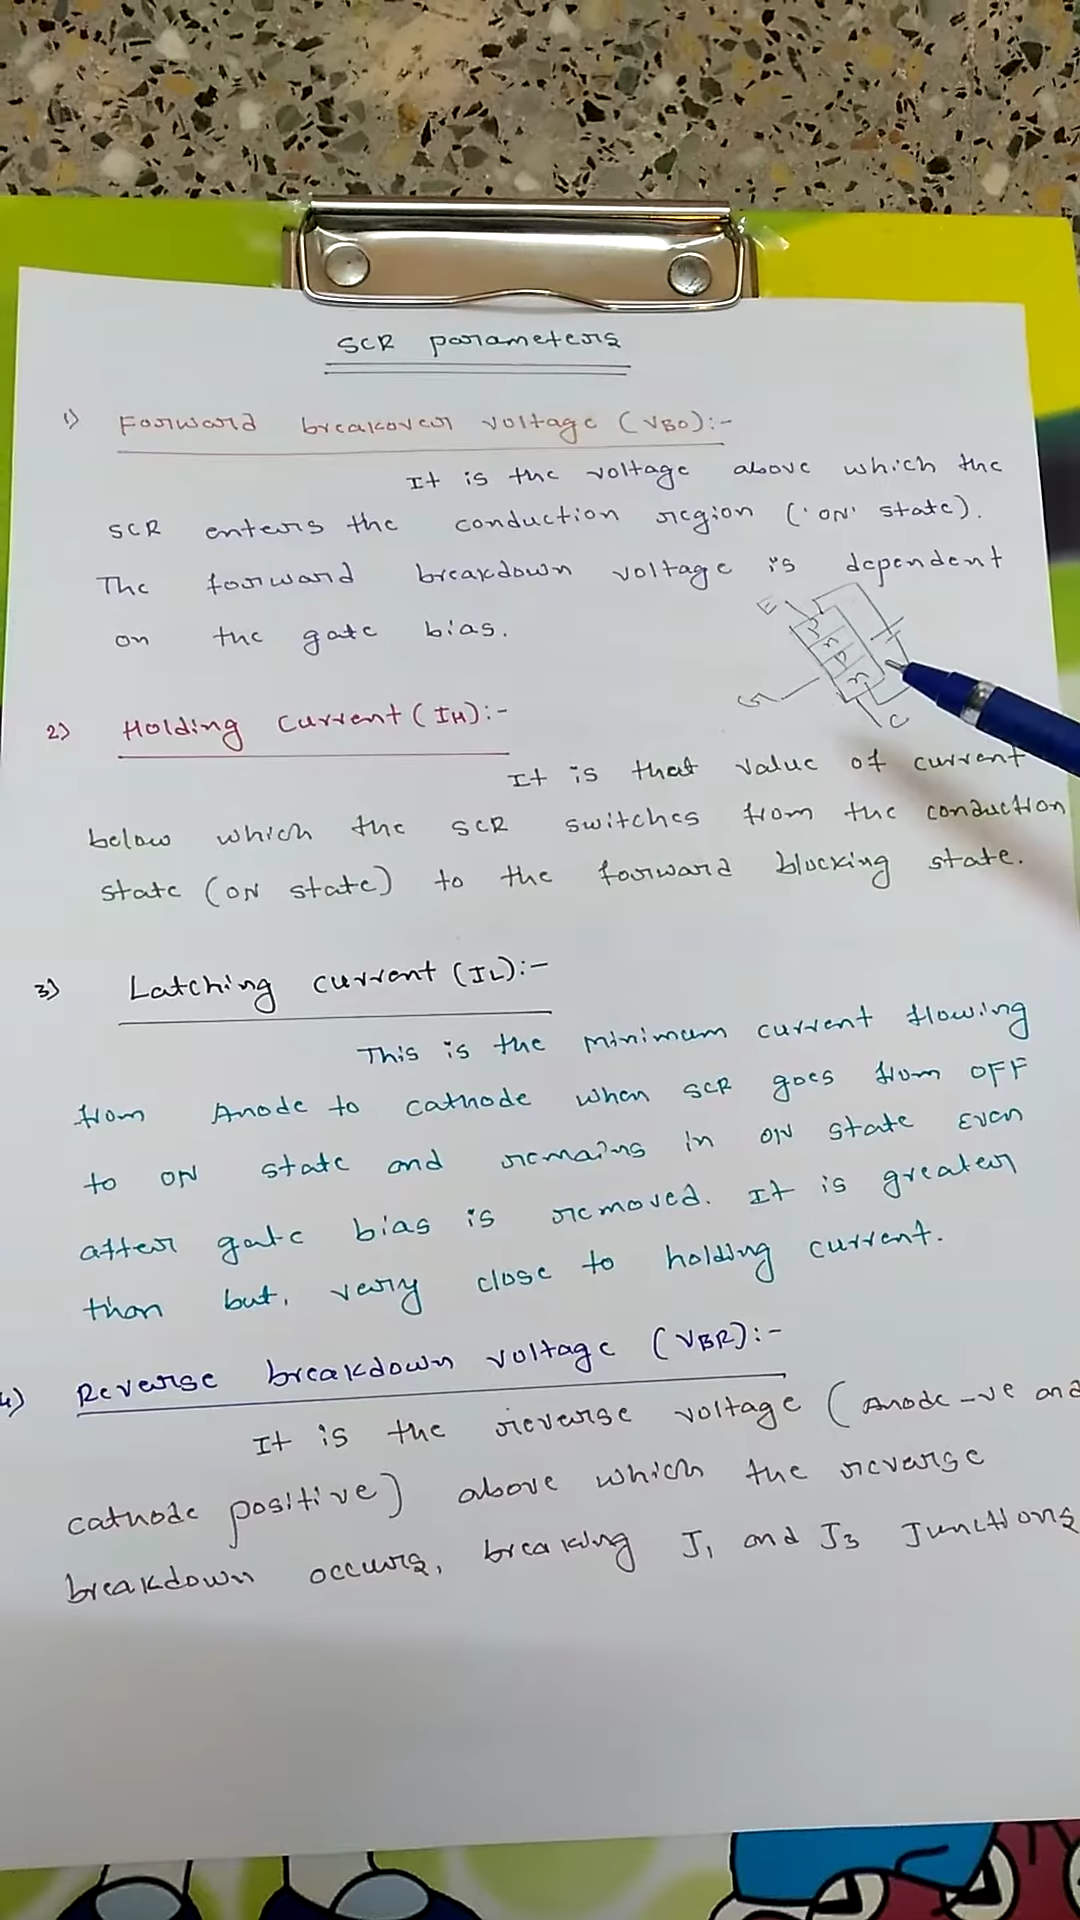 SCR parameters
1) Forward breakover voltage (VBO):-
It is the voltage above which the
SCR enters the conduction region ('ON' state).
The forward breakdown voltage is dependent
on the gate bias.
E
P
n
P
n
G
C
2) Holding current (IH):-
It is that value of current
below which the SCR switches from the conduction
state (ON state) to the forward blocking state.
3) Latching current (IL):-
This is the minimum current flowing
from Anode to cathode when SCR goes from OFF
to ON state and remains in ON state even
after gate bias is removed. It is greater
than but, very close to holding current.
4) Reverse breakdown voltage (VBR):-
It is the reverse voltage (Anode -ve and
cathode positive) above which the reverse
breakdown occurs, breaking J1 and J3 Junctions